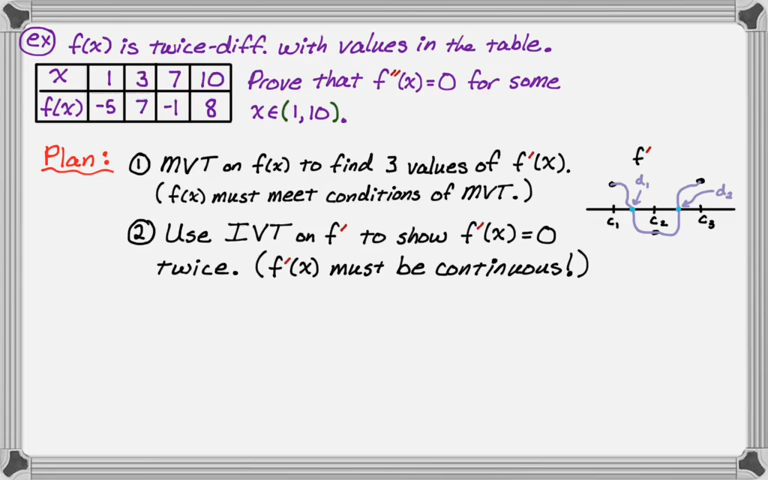 ex f(x) is twice-diff. with values in the table.
x 1 3 7 10
f(x) -5 7 -1 8
Prove that f''(x)=0 for some
x∈(1,10).
Plan: ① MVT on f(x) to find 3 values of f'(x).
(f(x) must meet conditions of MVT.)
② Use IVT on f' to show f'(x)=0
twice. (f'(x) must be continuous!)
f'
d₁
d₂
c₁ c₂ c₃